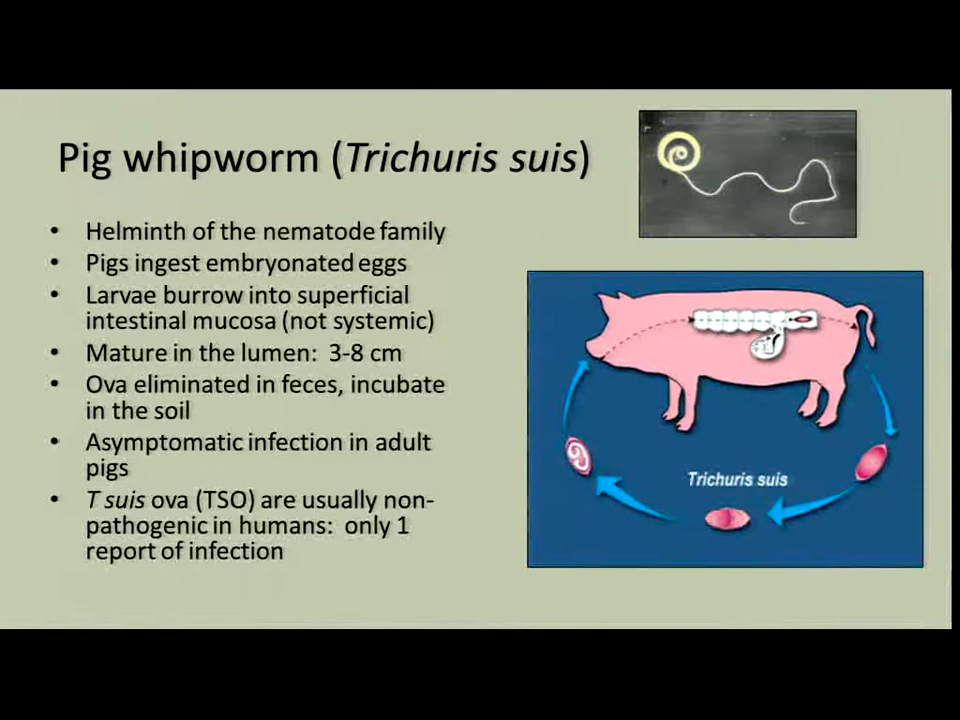 Pig whipworm (Trichuris suis)
• Helminth of the nematode family
• Pigs ingest embryonated eggs
• Larvae burrow into superficial
intestinal mucosa (not systemic)
• Mature in the lumen: 3-8 cm
• Ova eliminated in feces, incubate
in the soil
• Asymptomatic infection in adult
pigs
• T suis ova (TSO) are usually non-
pathogenic in humans: only 1
report of infection
Trichuris suis